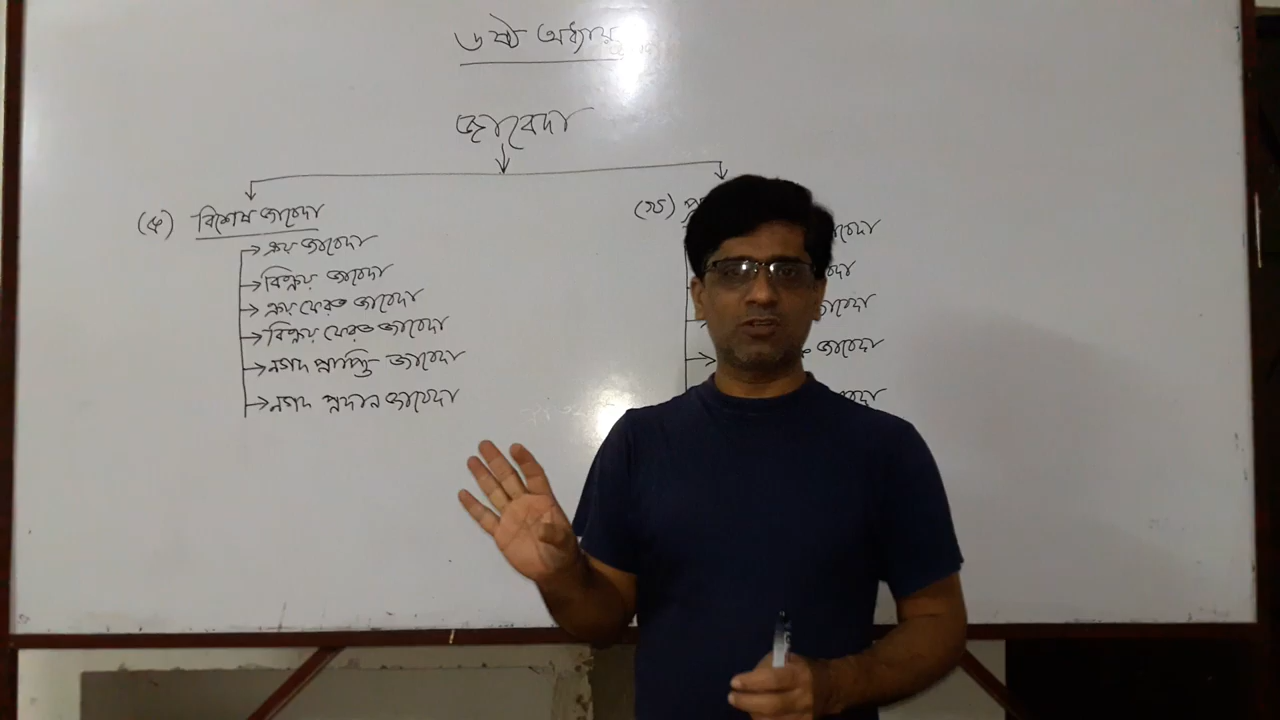 ৬ষ্ঠ অধ্যায়
জাবেদা
(ক) বিশেষ জাবেদা
ক্রয় জাবেদা
বিক্রয় জাবেদা
ক্রয় ফেরত জাবেদা
বিক্রয় ফেরত জাবেদা
নগদ প্রাপ্তি জাবেদা
নগদ প্রদান জাবেদা
(খ) প্র
বেদা
বেদা
জাবেদা
জাবেদা
বেদা